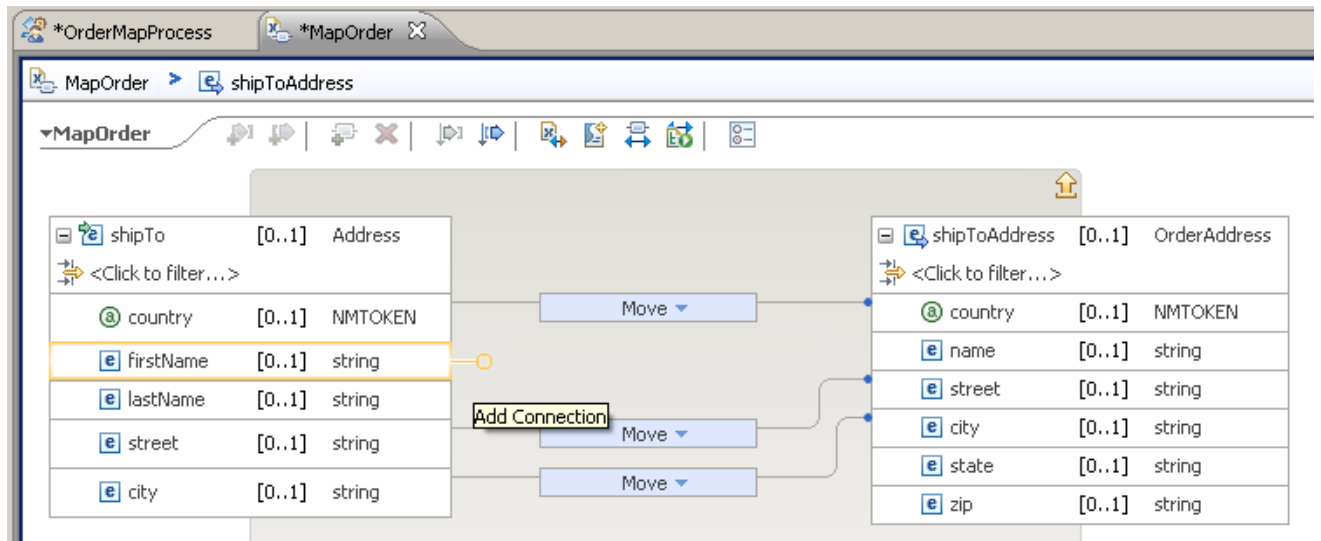 *OrderMapProcess *MapOrder
MapOrder > shipToAddress
MapOrder
shipTo [0..1] Address
<Click to filter...>
country [0..1] NMTOKEN
firstName [0..1] string
lastName [0..1] string
street [0..1] string
city [0..1] string
Move
Add Connection
Move
Move
shipToAddress [0..1] OrderAddress
<Click to filter...>
country [0..1] NMTOKEN
name [0..1] string
street [0..1] string
city [0..1] string
state [0..1] string
zip [0..1] string